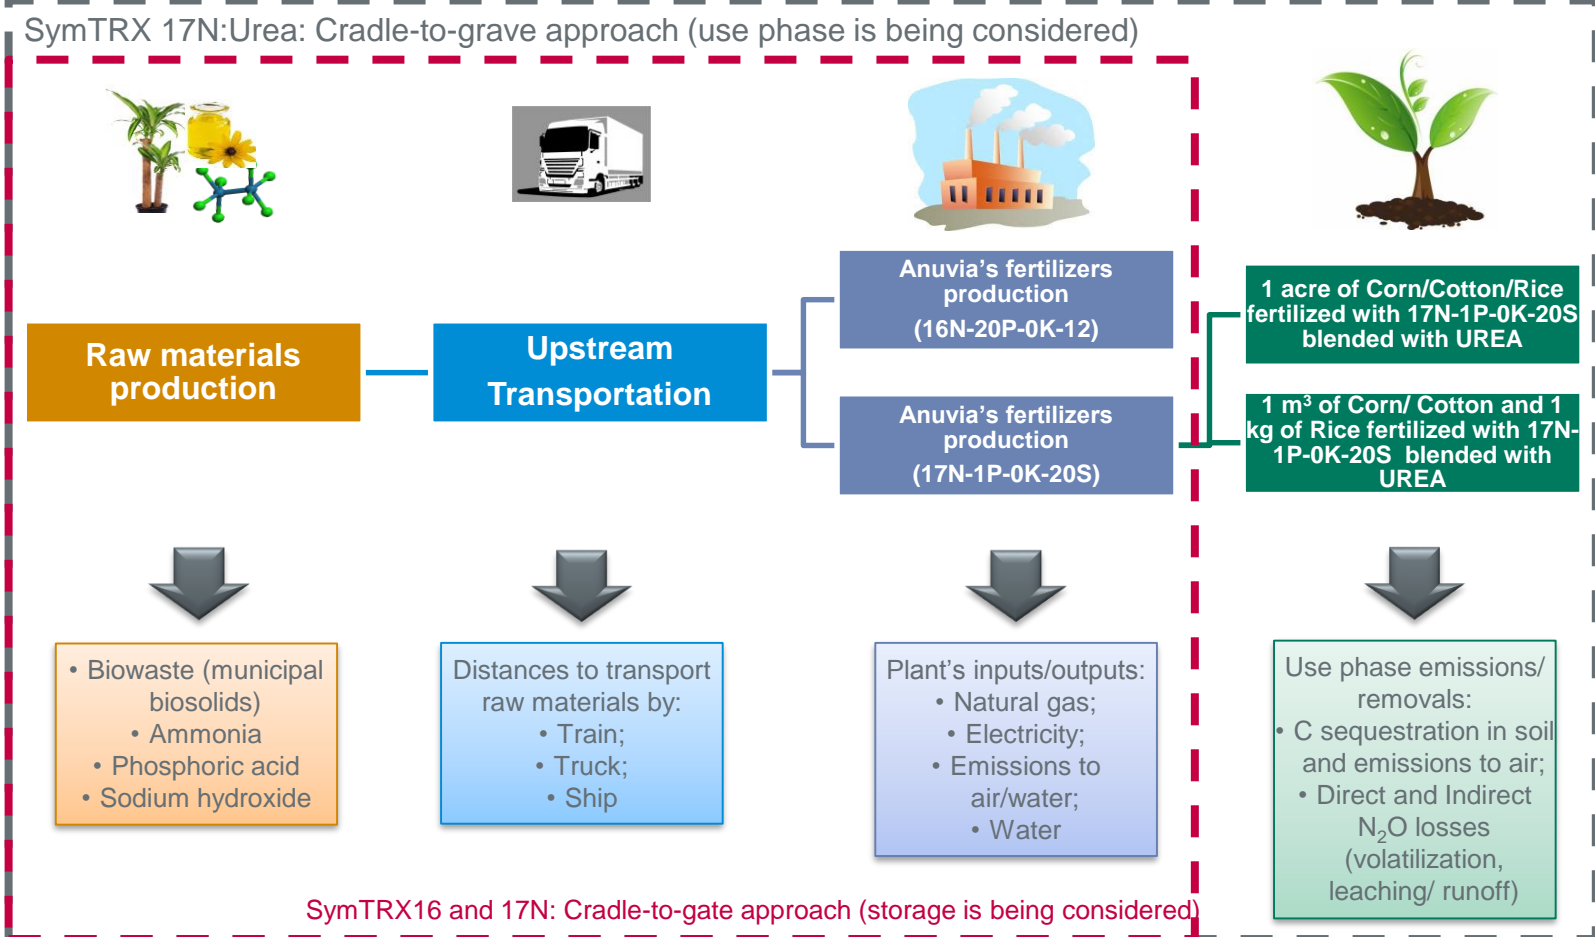 SymTRX 17N:Urea: Cradle-to-grave approach (use phase is being considered)
Raw materials
production
Upstream
Transportation
Anuvia’s fertilizers
production
(16N-20P-0K-12)
Anuvia’s fertilizers
production
(17N-1P-0K-20S)
1 acre of Corn/Cotton/Rice
fertilized with 17N-1P-0K-20S
blended with UREA
1 m³ of Corn/ Cotton and 1
kg of Rice fertilized with 17N-
1P-0K-20S  blended with
UREA
• Biowaste (municipal
biosolids)
• Ammonia
• Phosphoric acid
• Sodium hydroxide
Distances to transport
raw materials by:
• Train;
• Truck;
• Ship
Plant’s inputs/outputs:
• Natural gas;
• Electricity;
• Emissions to
air/water;
• Water
Use phase emissions/
removals:
• C sequestration in soil
and emissions to air;
• Direct and Indirect
N₂O losses
(volatilization,
leaching/ runoff)
SymTRX16 and 17N: Cradle-to-gate approach (storage is being considered)